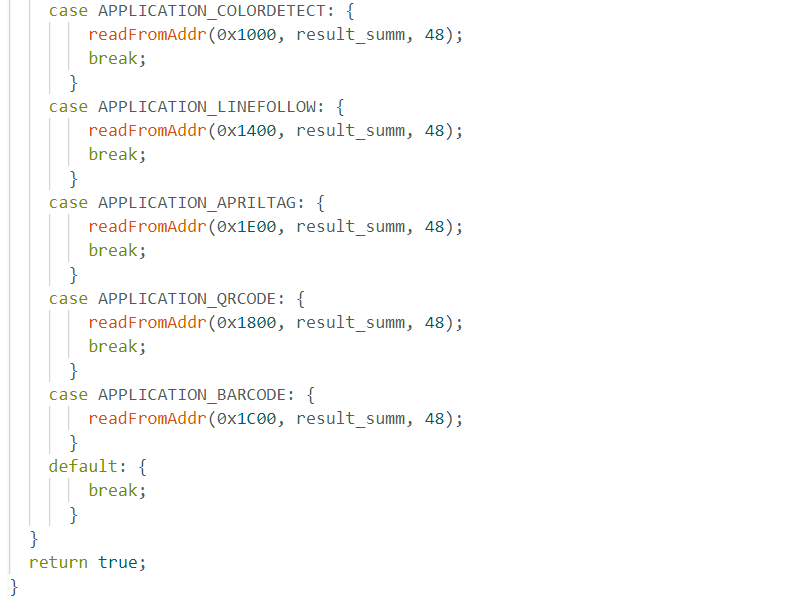 case APPLICATION_COLORDETECT: {
readFromAddr(0x1000, result_summ, 48);
break;
}
case APPLICATION_LINEFOLLOW: {
readFromAddr(0x1400, result_summ, 48);
break;
}
case APPLICATION_APRILTAG: {
readFromAddr(0x1E00, result_summ, 48);
break;
}
case APPLICATION_QRCODE: {
readFromAddr(0x1800, result_summ, 48);
break;
}
case APPLICATION_BARCODE: {
readFromAddr(0x1C00, result_summ, 48);
}
default: {
break;
}
}
return true;
}